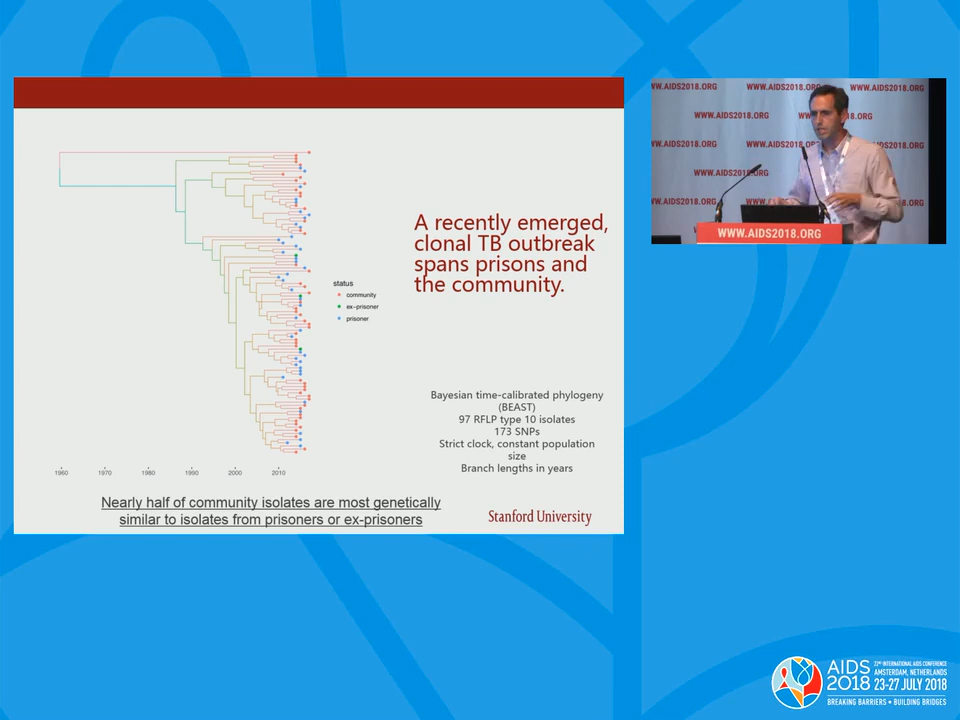 A recently emerged,
clonal TB outbreak
spans prisons and
the community.
status
community
ex-prisoner
prisoner
Bayesian time-calibrated phylogeny
(BEAST)
97 RFLP type 10 isolates
173 SNPs
Strict clock, constant population
size
Branch lengths in years
1960 1970 1980 1990 2000 2010
Nearly half of community isolates are most genetically
similar to isolates from prisoners or ex-prisoners
Stanford University
WWW.AIDS2018.ORG WWW.AIDS2018.ORG WWW.AIDS2018.ORG
WWW.AIDS2018.ORG
WWW.AIDS2018.ORG
WWW.AIDS2018.ORG
WWW.AIDS2018.ORG
AIDS 2018
22ND INTERNATIONAL AIDS CONFERENCE
AMSTERDAM, NETHERLANDS
23-27 JULY 2018
BREAKING BARRIERS • BUILDING BRIDGES